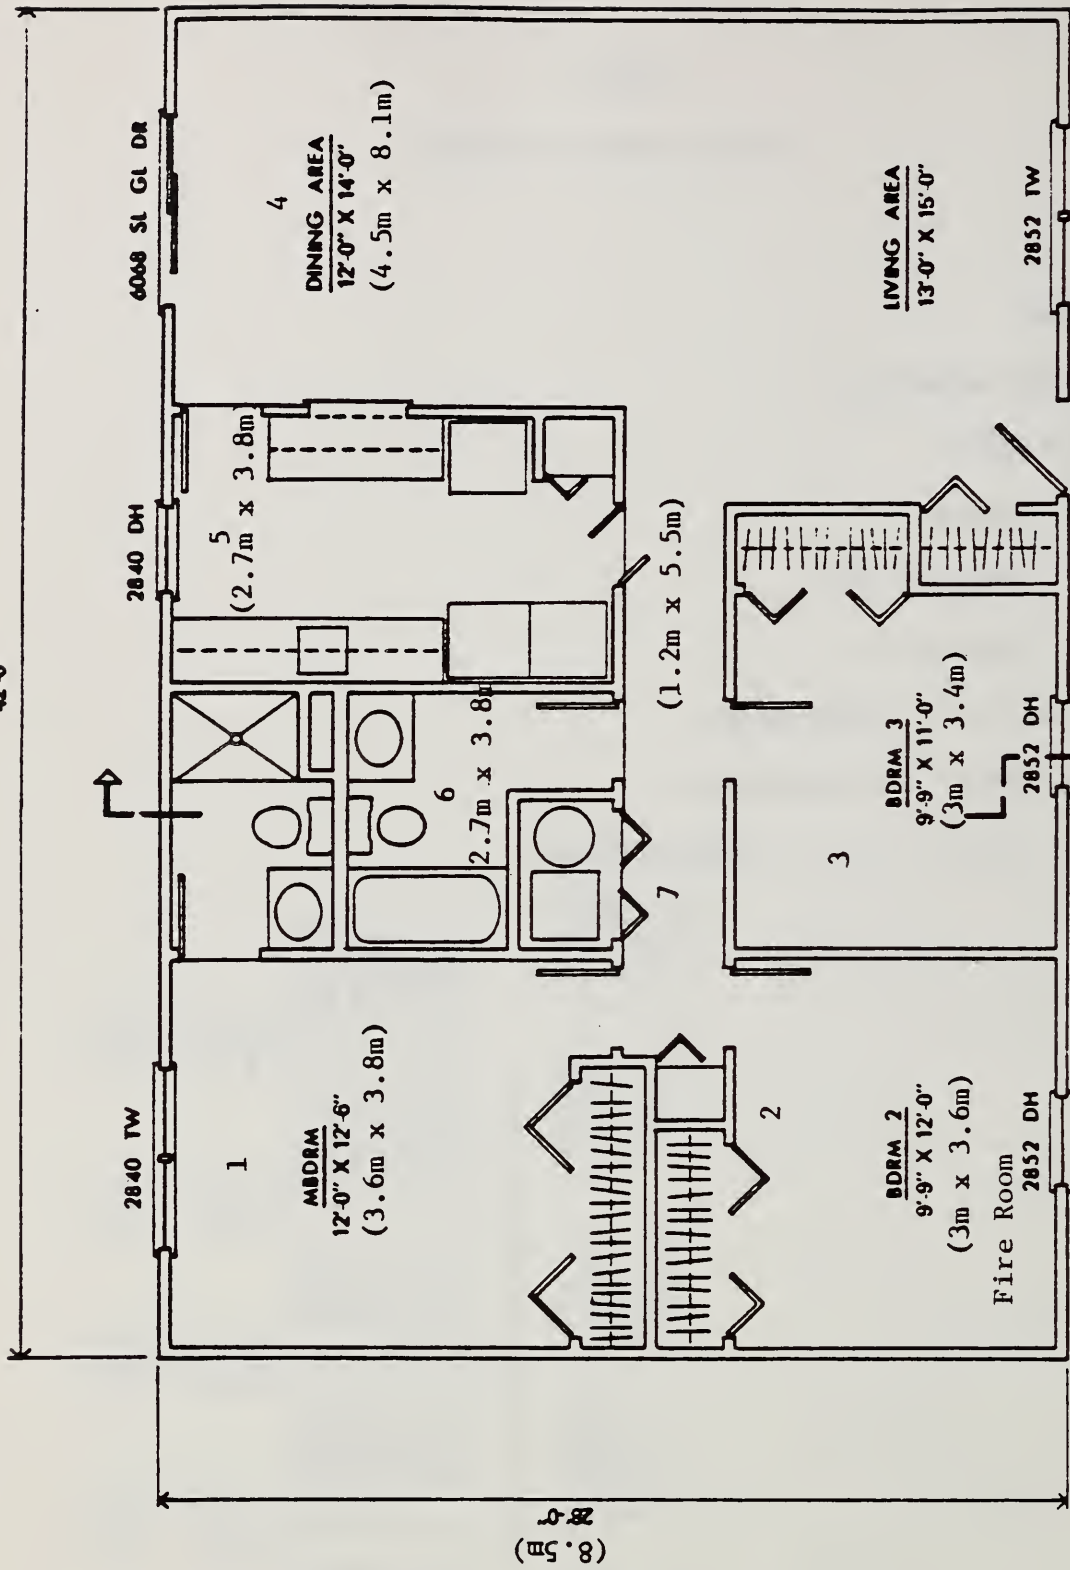 42'-0"
6068 SL GL DR
2840 DH
2840 TW
4
DINING AREA
12'-0" X 14'-0"
(4.5m x 8.1m)
5
(2.7m x 3.8m)
6
2.7m x 3.8m
1
MBDRM
12'-0" X 12'-6"
(3.6m x 3.8m)
7
(1.2m x 5.5m)
LIVING AREA
13'-0" X 15'-0"
2852 TW
3
BDRM 3
9'-9" X 11'-0"
(3m x 3.4m)
2852 DH
2
BDRM 2
9'-9" X 12'-0"
(3m x 3.6m)
Fire Room
2852 DH
28'-0"
(8.5m)